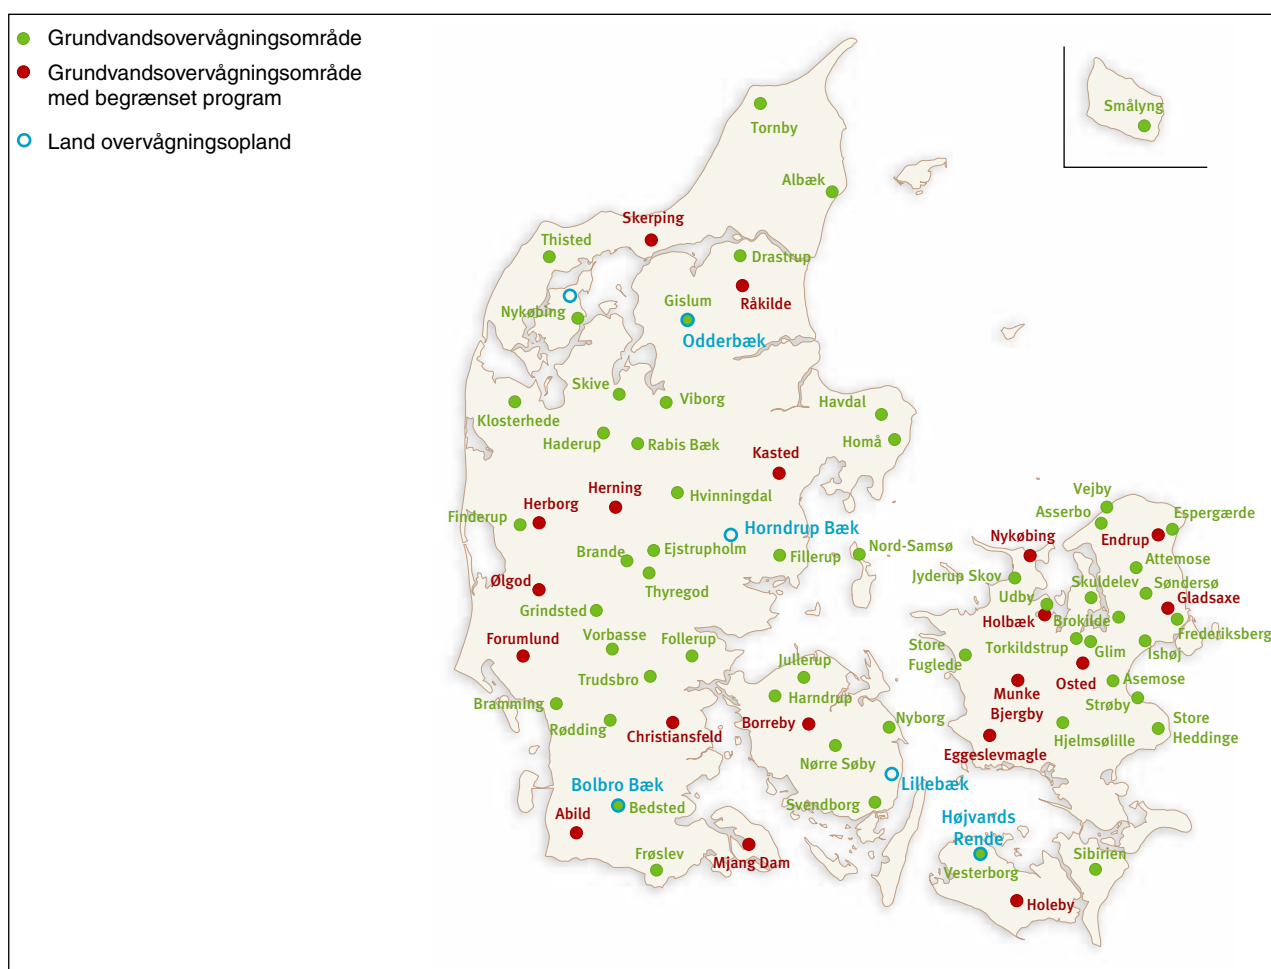 Grundvandsovervågningsområde
Grundvandsovervågningsområde
med begrænset program
Land overvågningsopland
Smålyng
Tornby
Albæk
Skerping
Thisted
Drastrup
Råkilde
Gislum
Nykøbing
Odderbæk
Skive
Viborg
Havdal
Klosterhede
Haderup
Rabis Bæk
Homå
Kasted
Herning
Hvinningdal
Herborg
Finderup
Vejby
Asserbo
Espergærde
Horndrup Bæk
Nykøbing
Endrup
Brande
Ejstrupholm
Fillerup
Nord-Samsø
Attemose
Ølgod
Thyregod
Jyderup Skov
Skuldelev
Søndersø
Udby
Gladsaxe
Grindsted
Holbæk
Brokilde
Frederiksberg
Forumlund
Vorbasse
Follerup
Store
Fuglede
Torkildstrup
Glim
Ishøj
Jullerup
Trudsbro
Osted
Asemose
Munke
Bjergby
Strøby
Bramming
Harndrup
Rødding
Christiansfeld
Borreby
Nyborg
Hjelmsølille
Store
Heddinge
Eggeslevmagle
Nørre Søby
Bolbro Bæk
Lillebæk
Bedsted
Svendborg
Abild
Højvands
Rende
Frøslev
Mjang Dam
Sibirien
Vesterborg
Holeby